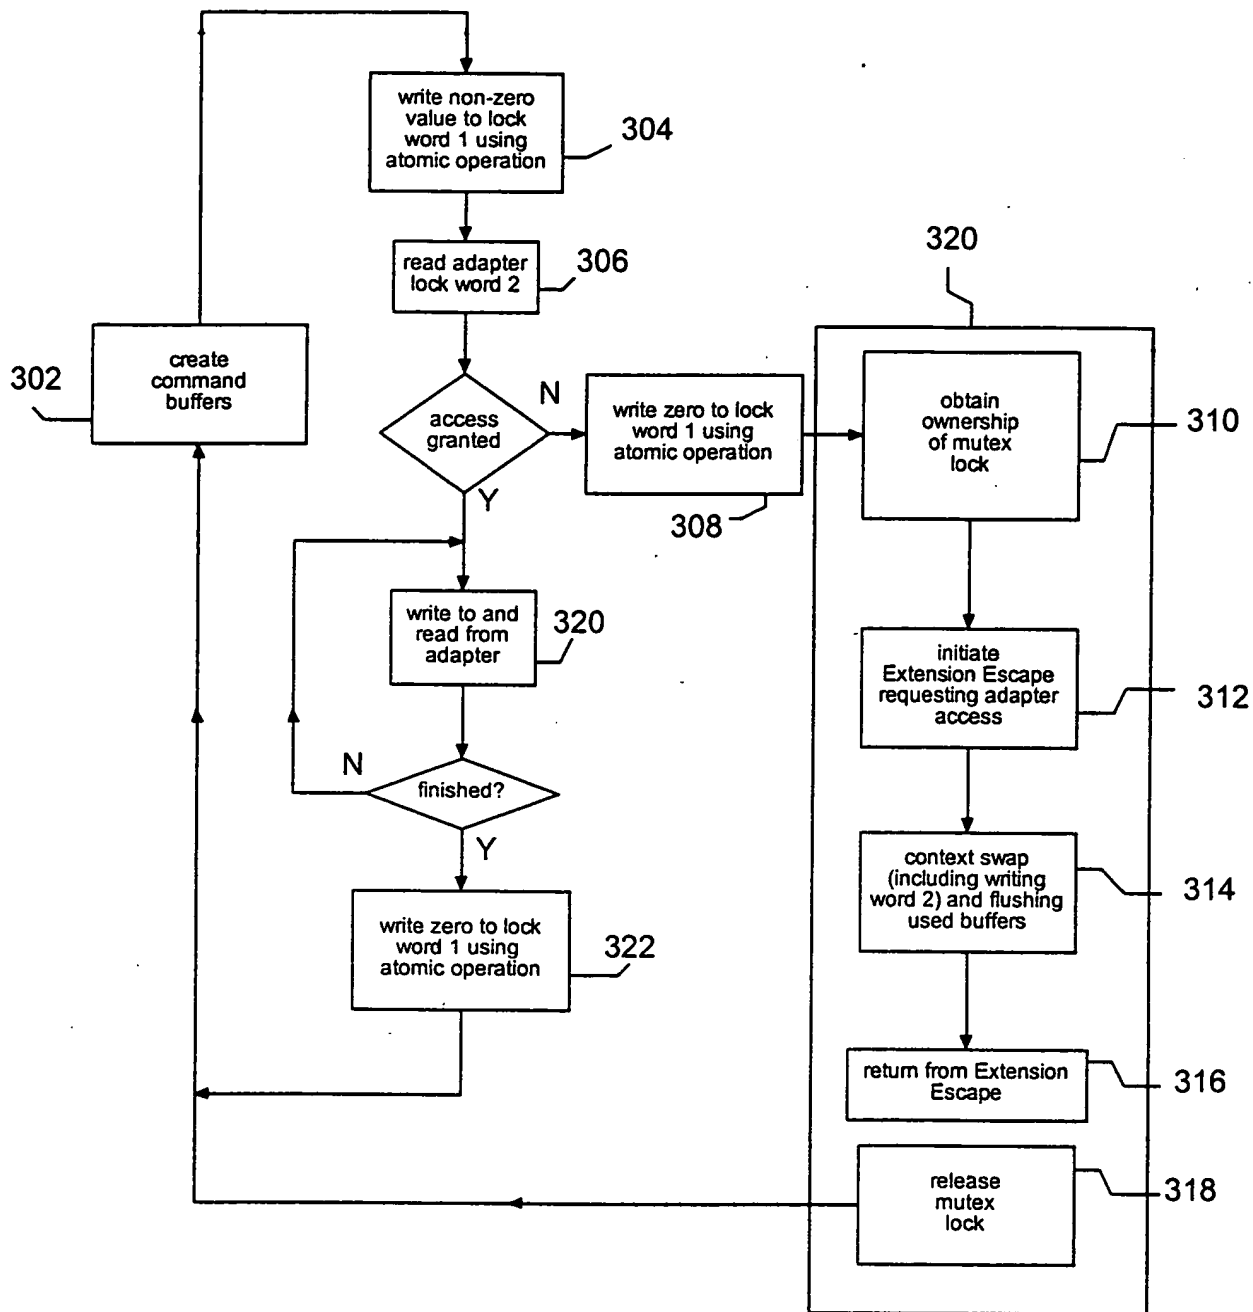 write non-zero
value to lock
word 1 using
atomic operation
304
read adapter
lock word 2
306
320
create
command
buffers
302
access
granted
N
Y
write zero to lock
word 1 using
atomic operation
308
obtain
ownership
of mutex
lock
310
write to and
read from
adapter
320
initiate
Extension Escape
requesting adapter
access
312
finished?
N
Y
context swap
(including writing
word 2) and flushing
used buffers
314
write zero to lock
word 1 using
atomic operation
322
return from Extension
Escape
316
release
mutex
lock
318